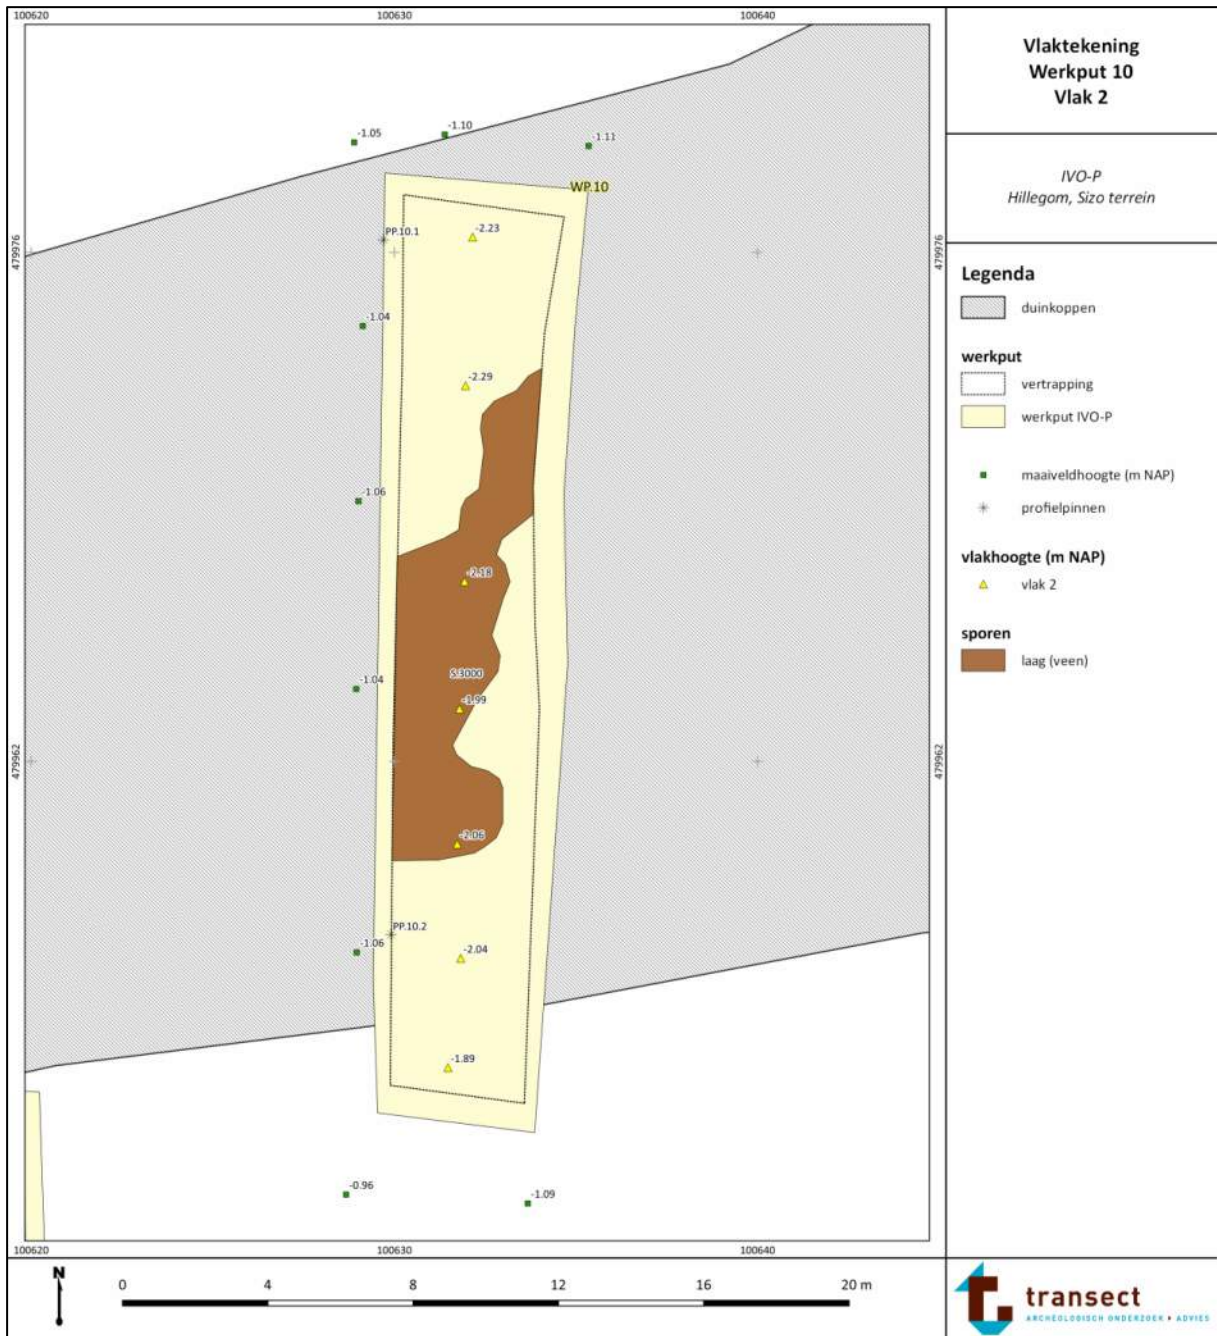 100620
100630
100640
Vlaktekening
Werkput 10
Vlak 2
IVO-P
Hillegom, Sizo terrein
Legenda
duinkoppen
werkput
vertrapping
werkput IVO-P
maaiveldhoogte (m NAP)
profielpinnen
vlakhoogte (m NAP)
vlak 2
sporen
laag (veen)
-1.05
-1.10
-1.11
WP.10
PP.10.1
-2.23
479976
479976
-1.04
-2.29
-1.06
-2.18
S.3000
-1.04
-1.99
479962
479962
-2.06
PP.10.2
-1.06
-2.04
-1.89
-0.96
-1.09
100620
100630
100640
N
0 4 8 12 16 20 m
transect
ARCHEOLOGISCH ONDERZOEK ▸ ADVIES